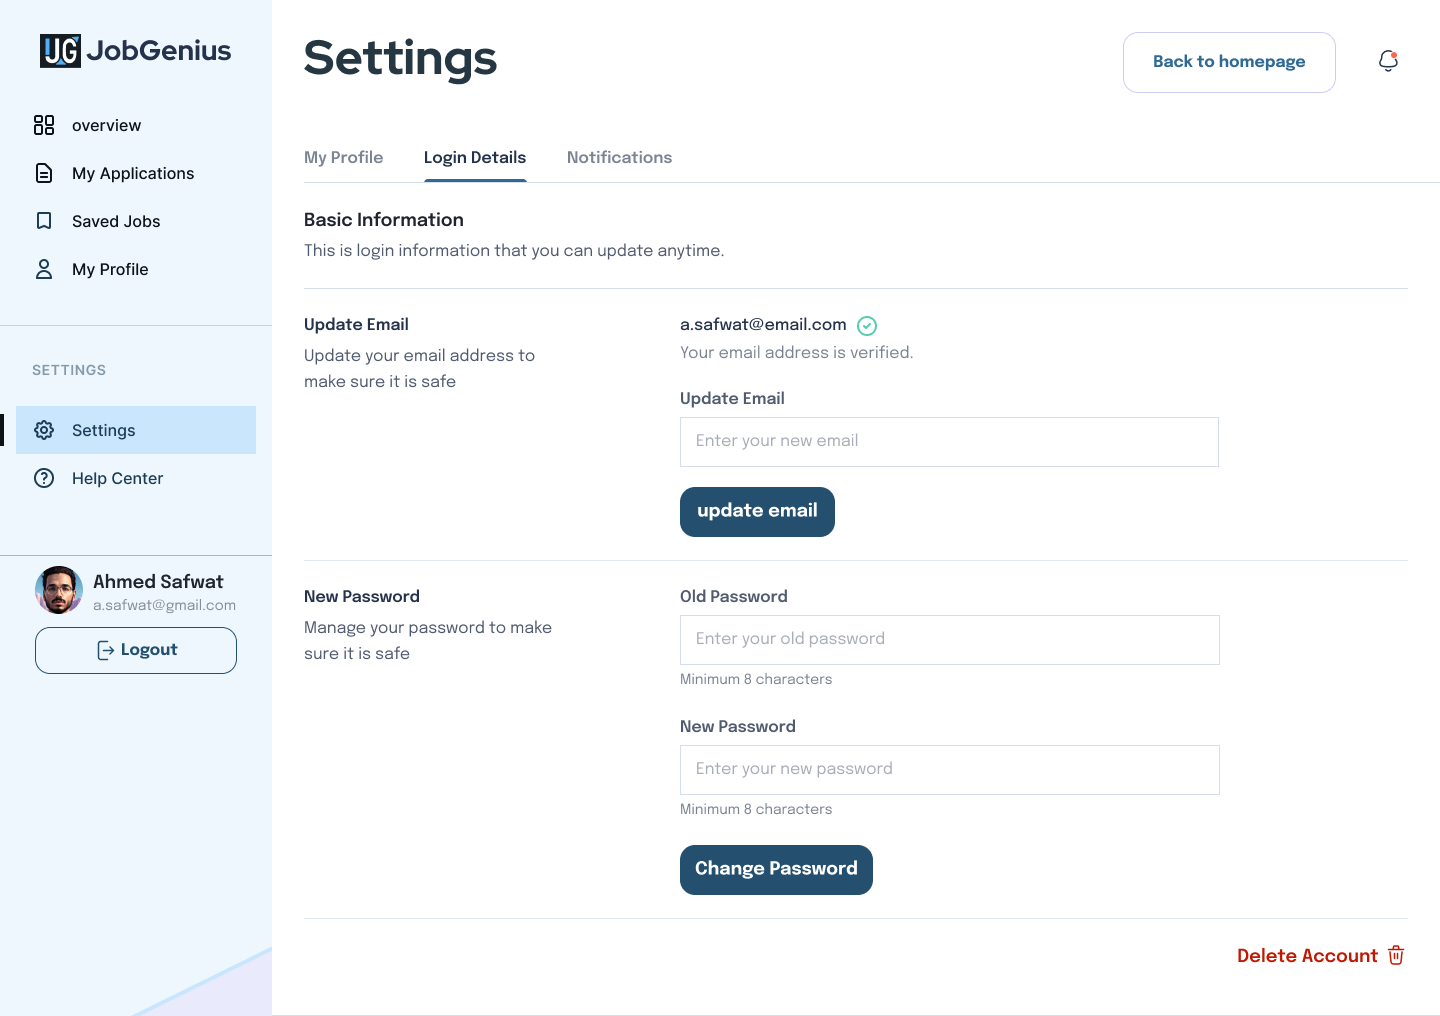 JG JobGenius
overview
My Applications
Saved Jobs
My Profile
SETTINGS
Settings
Help Center
Ahmed Safwat
a.safwat@gmail.com
Logout
Settings
Back to homepage
My Profile
Login Details
Notifications
Basic Information
This is login information that you can update anytime.
Update Email
Update your email address to
make sure it is safe
a.safwat@email.com
Your email address is verified.
Update Email
Enter your new email
update email
New Password
Manage your password to make
sure it is safe
Old Password
Enter your old password
Minimum 8 characters
New Password
Enter your new password
Minimum 8 characters
Change Password
Delete Account